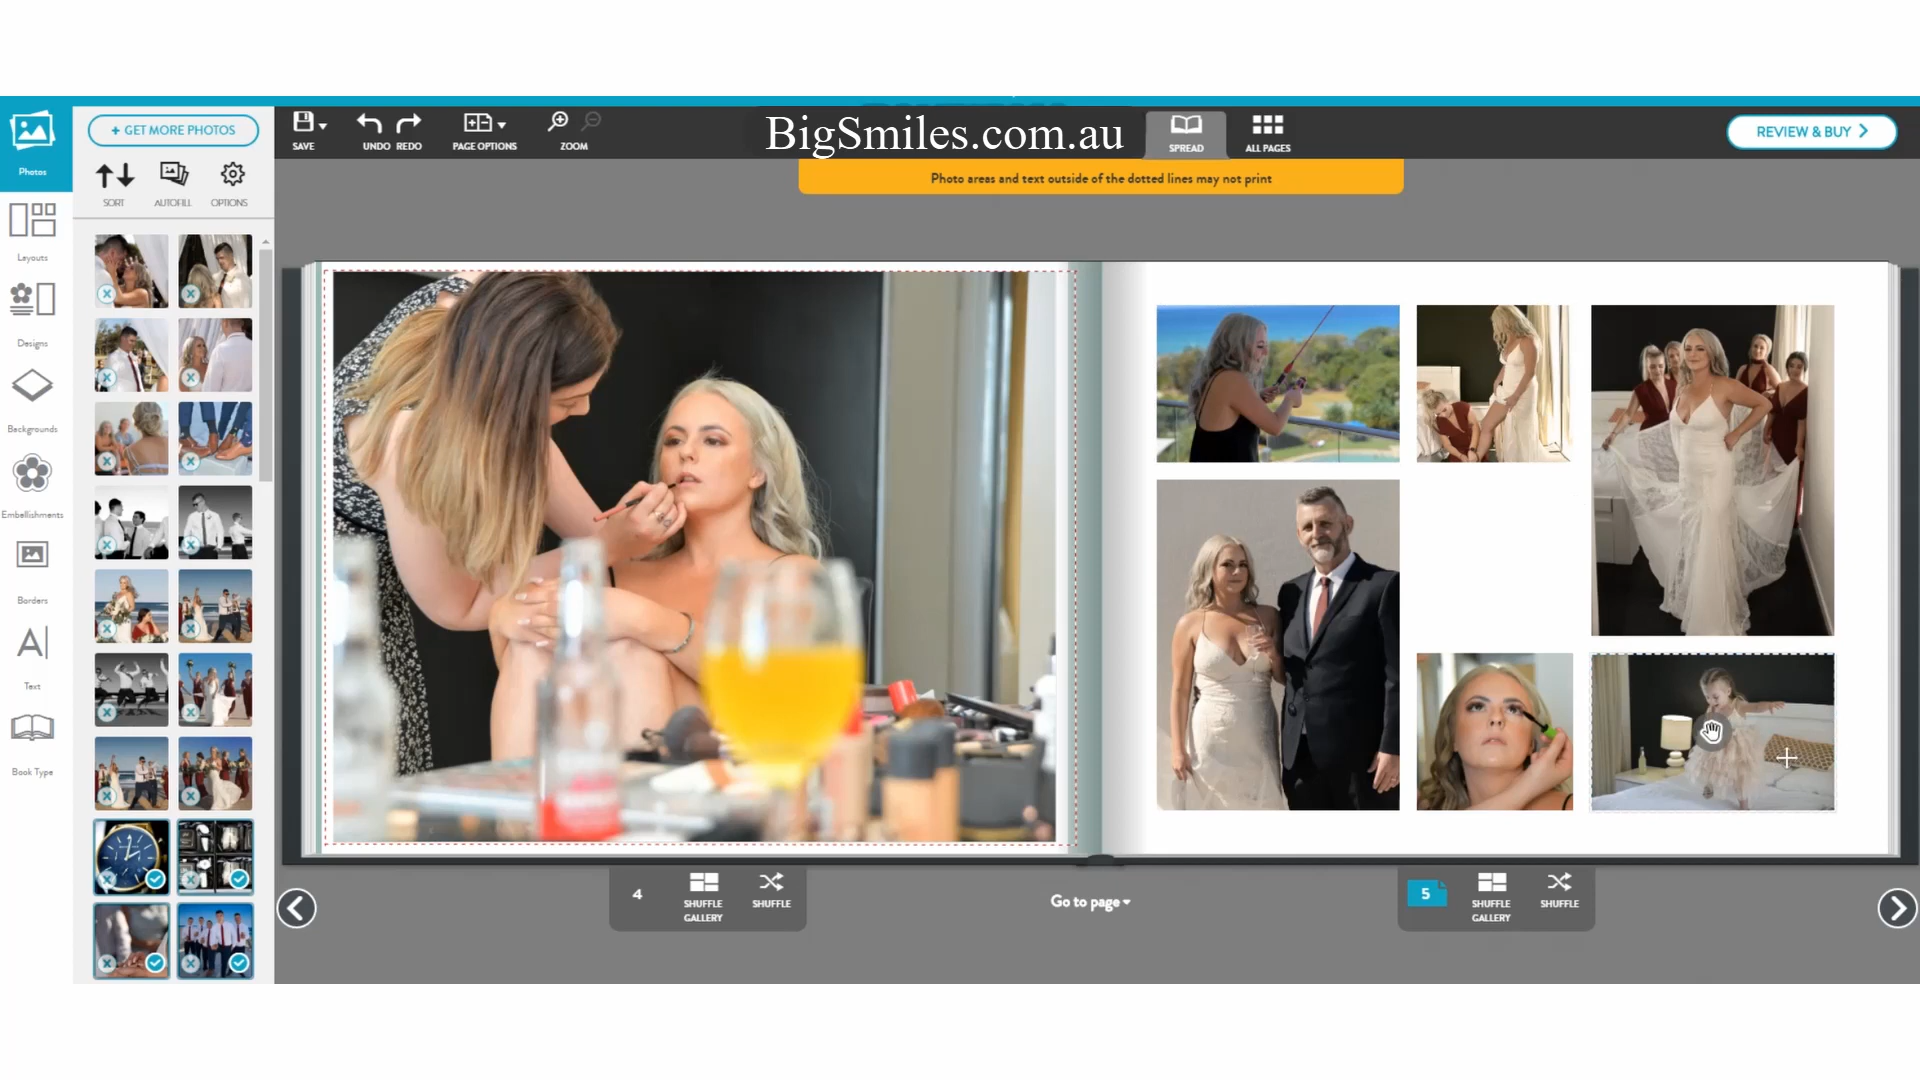 + GET MORE PHOTOS
SORT
AUTOFILL
OPTIONS
Photos
Layouts
Designs
Backgrounds
Embellishments
Borders
A
Text
Book Type
SAVE
UNDO
REDO
PAGE OPTIONS
ZOOM
BigSmiles.com.au
SPREAD
ALL PAGES
REVIEW & BUY
Photo areas and text outside of the dotted lines may not print
4
SHUFFLE
GALLERY
SHUFFLE
Go to page
5
SHUFFLE
GALLERY
SHUFFLE